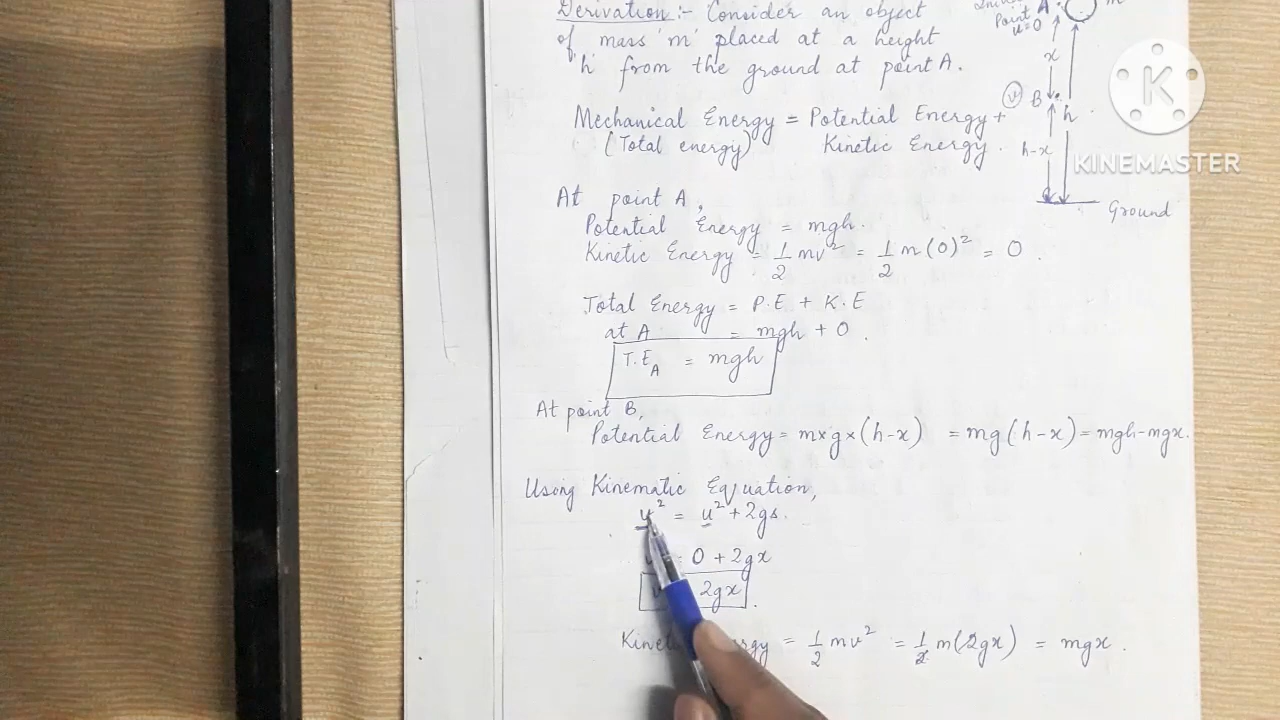 Derivation :- Consider an object
of mass 'm' placed at a height
'h' from the ground at point A.
Mechanical Energy = Potential Energy +
(Total energy) Kinetic Energy.
At point A,
Potential Energy = mgh.
Kinetic Energy = 1/2 mv² = 1/2 m(0)² = 0.
Total Energy = P.E + K.E
at A = mgh + 0.
T.E_A = mgh
At point B,
Potential Energy = m×g×(h-x) = mg(h-x) = mgh-mgx.
Using Kinematic Equation,
= u² + 2gs.
= 0 + 2gx
2gx.
= 1/2 mv² = 1/2 m(2gx) = mgx.
Point A
u=0
m
x
v B
h
h-x
Ground
K
KINEMASTER